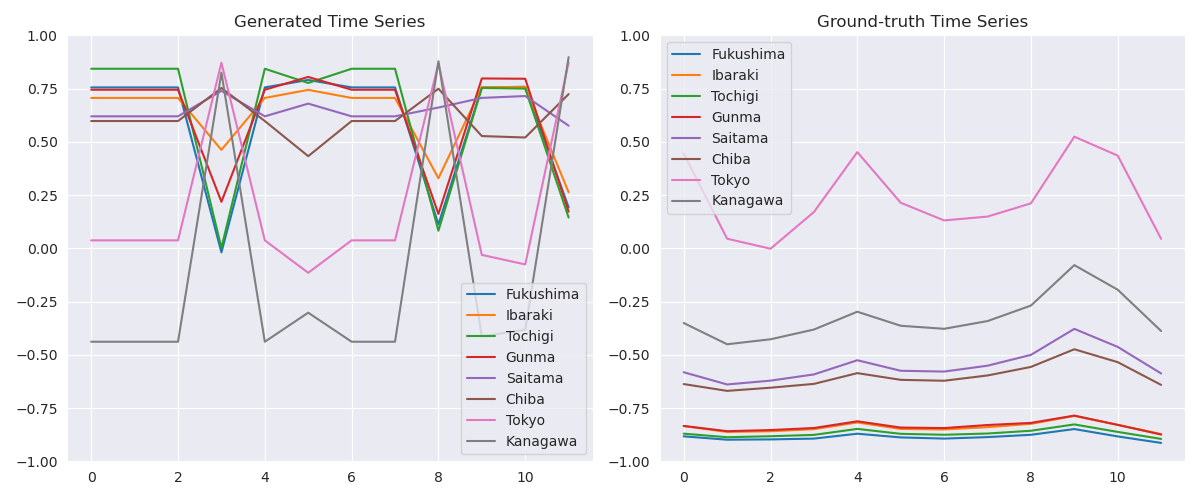 Generated Time Series
1.00
0.75
0.50
0.25
0.00
−0.25
−0.50
−0.75
−1.00
0 2 4 6 8 10
Fukushima
Ibaraki
Tochigi
Gunma
Saitama
Chiba
Tokyo
Kanagawa
Ground-truth Time Series
1.00
0.75
0.50
0.25
0.00
−0.25
−0.50
−0.75
−1.00
0 2 4 6 8 10
Fukushima
Ibaraki
Tochigi
Gunma
Saitama
Chiba
Tokyo
Kanagawa